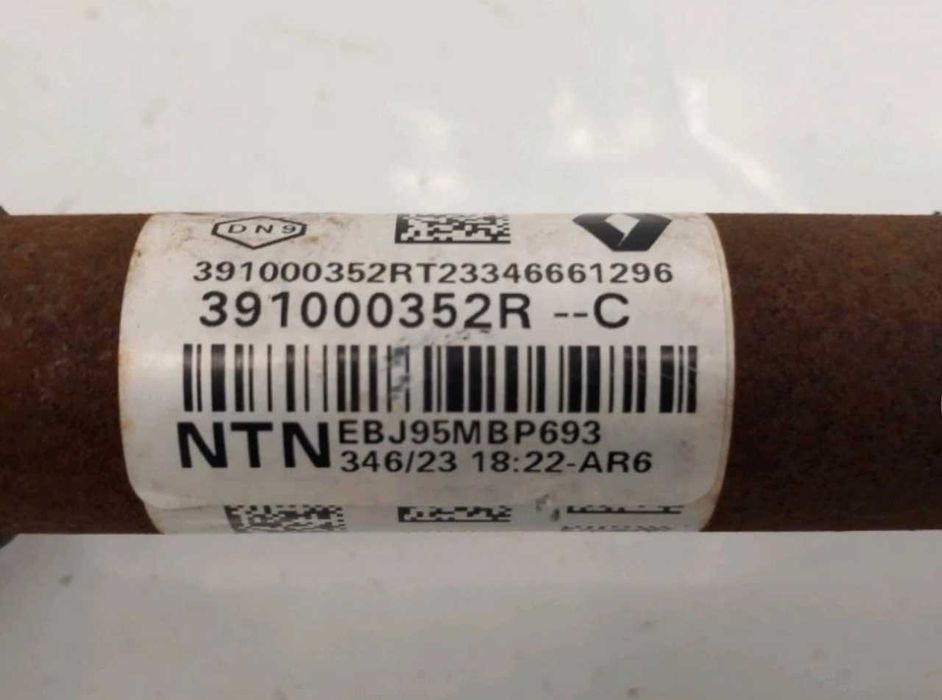 DN9
391000352RT23346661296
391000352R --C
NTN EBJ95MBP693
346/23 18:22-AR6